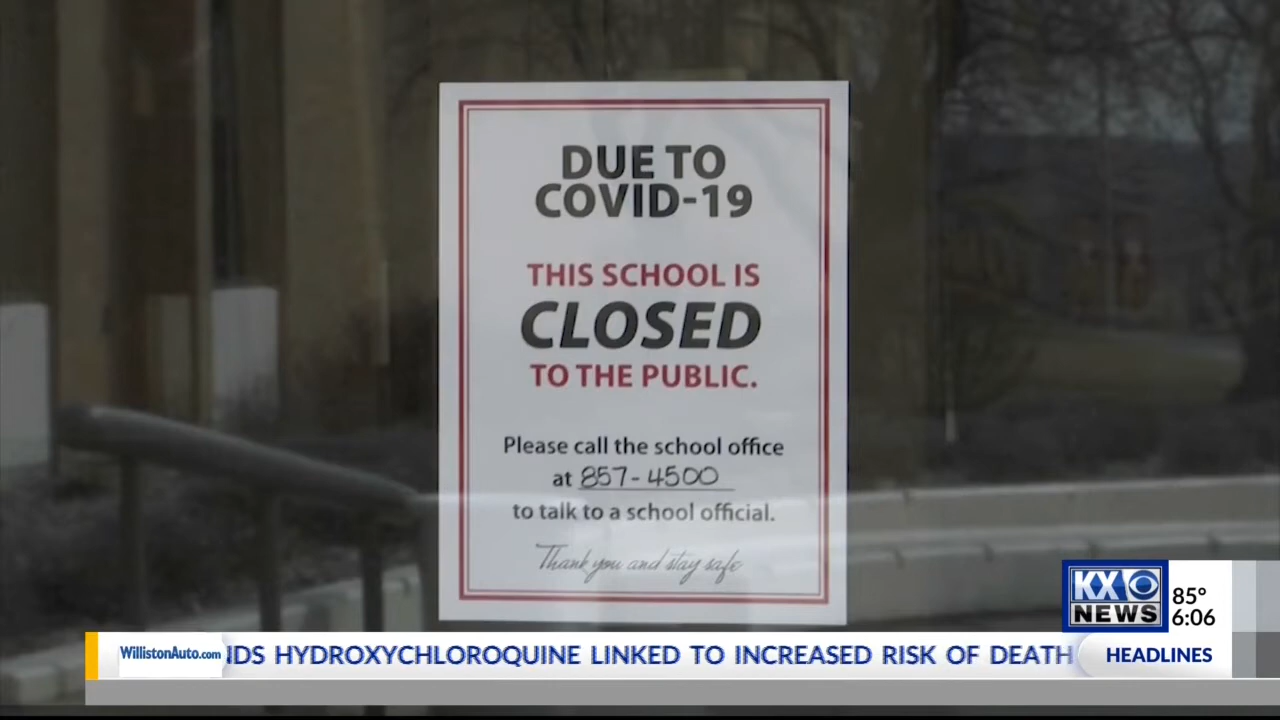 DUE TO
COVID-19
THIS SCHOOL IS
CLOSED
TO THE PUBLIC.
Please call the school office
at 857-4500
to talk to a school official.
Thank you and stay safe
KX
NEWS
85°
6:06
WillistonAuto.com
NDS HYDROXYCHLOROQUINE LINKED TO INCREASED RISK OF DEATH
HEADLINES